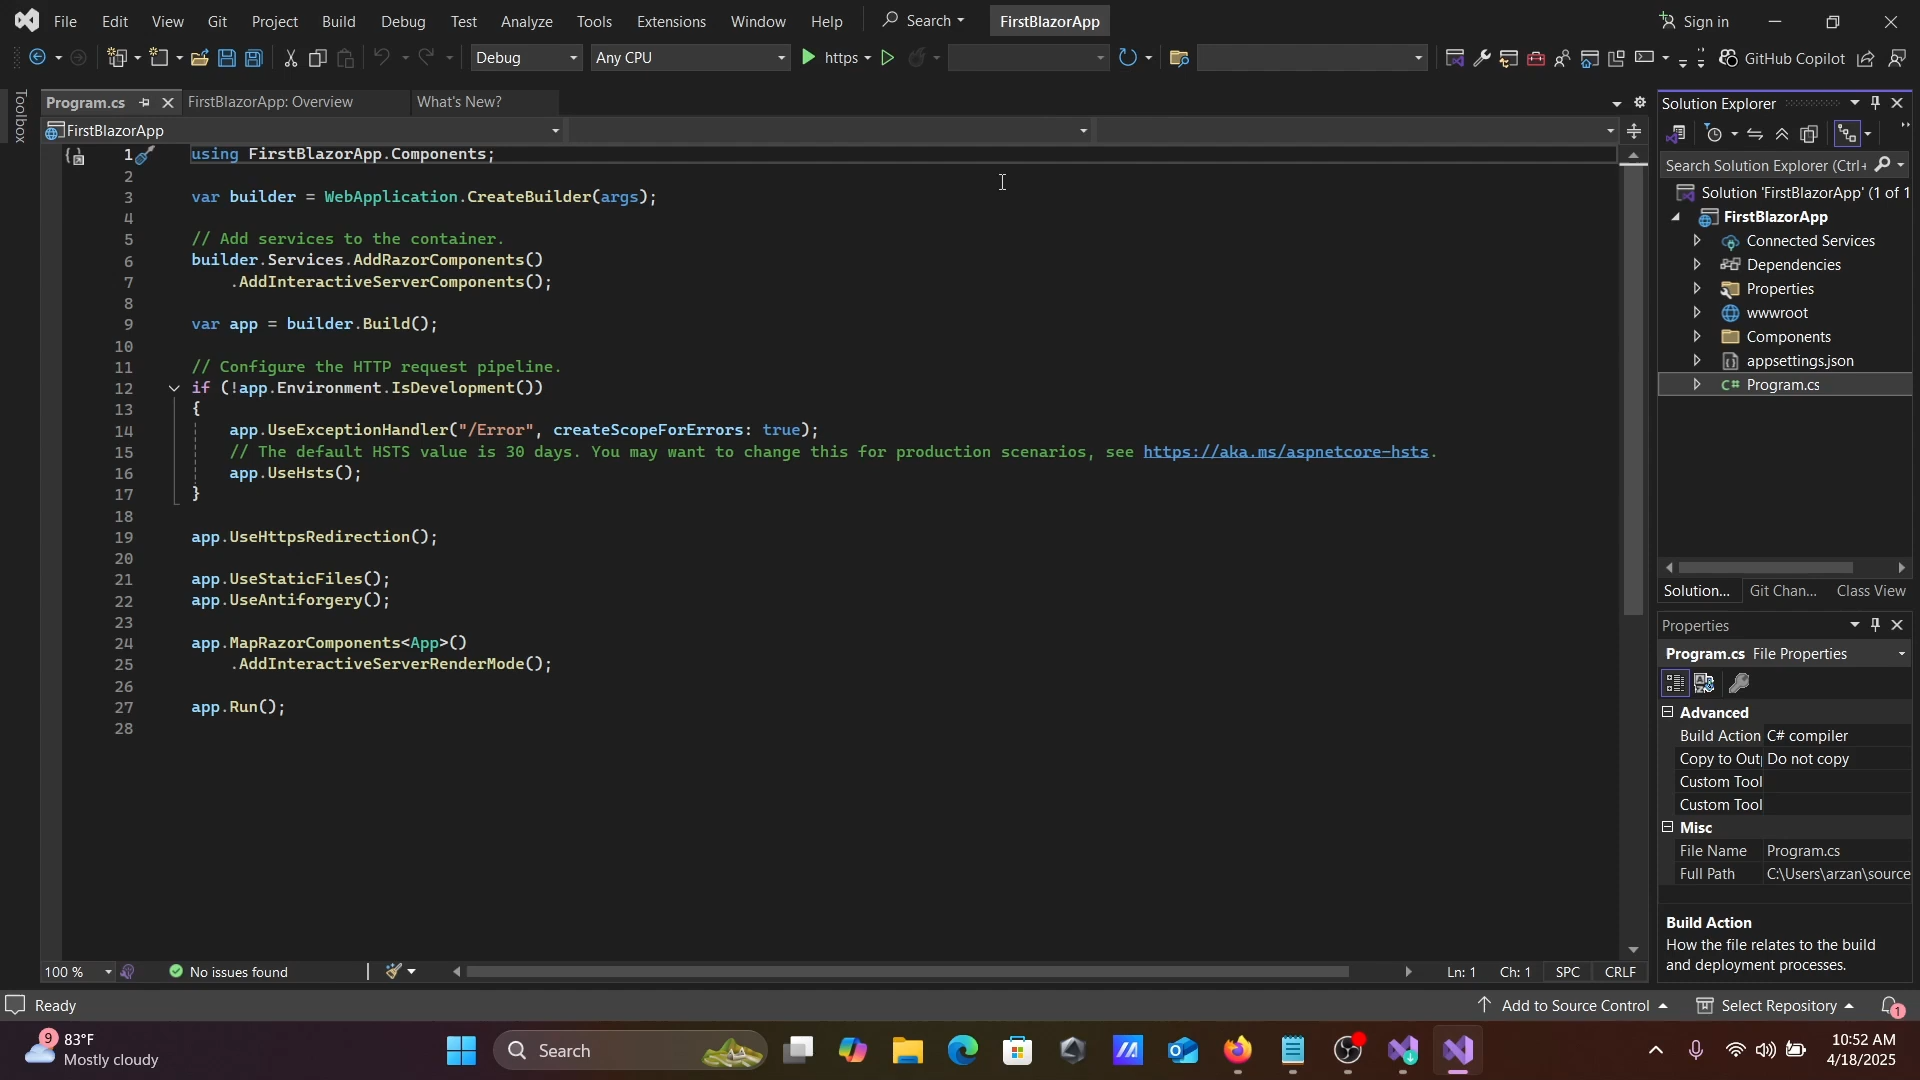 File Edit View Git Project Build Debug Test Analyze Tools Extensions Window Help Search FirstBlazorApp Sign in
Debug Any CPU https GitHub Copilot
Toolbox
Program.cs FirstBlazorApp: Overview What's New?
FirstBlazorApp
1 using FirstBlazorApp.Components;
2
3 var builder = WebApplication.CreateBuilder(args);
4
5 // Add services to the container.
6 builder.Services.AddRazorComponents()
7 .AddInteractiveServerComponents();
8
9 var app = builder.Build();
10
11 // Configure the HTTP request pipeline.
12 if (!app.Environment.IsDevelopment())
13 {
14 app.UseExceptionHandler("/Error", createScopeForErrors: true);
15 // The default HSTS value is 30 days. You may want to change this for production scenarios, see https://aka.ms/aspnetcore-hsts.
16 app.UseHsts();
17 }
18
19 app.UseHttpsRedirection();
20
21 app.UseStaticFiles();
22 app.UseAntiforgery();
23
24 app.MapRazorComponents<App>()
25 .AddInteractiveServerRenderMode();
26
27 app.Run();
28
100 % No issues found Ln: 1 Ch: 1 SPC CRLF
Solution Explorer
Search Solution Explorer (Ctrl+
Solution 'FirstBlazorApp' (1 of 1
FirstBlazorApp
Connected Services
Dependencies
Properties
wwwroot
Components
appsettings.json
C# Program.cs
Solution... Git Chan... Class View
Properties
Program.cs File Properties
Advanced
Build Action C# compiler
Copy to Out Do not copy
Custom Tool
Custom Tool
Misc
File Name Program.cs
Full Path C:\Users\arzan\source
Build Action
How the file relates to the build
and deployment processes.
Ready Add to Source Control Select Repository 1
9 83°F
Mostly cloudy
Search
10:52 AM
4/18/2025